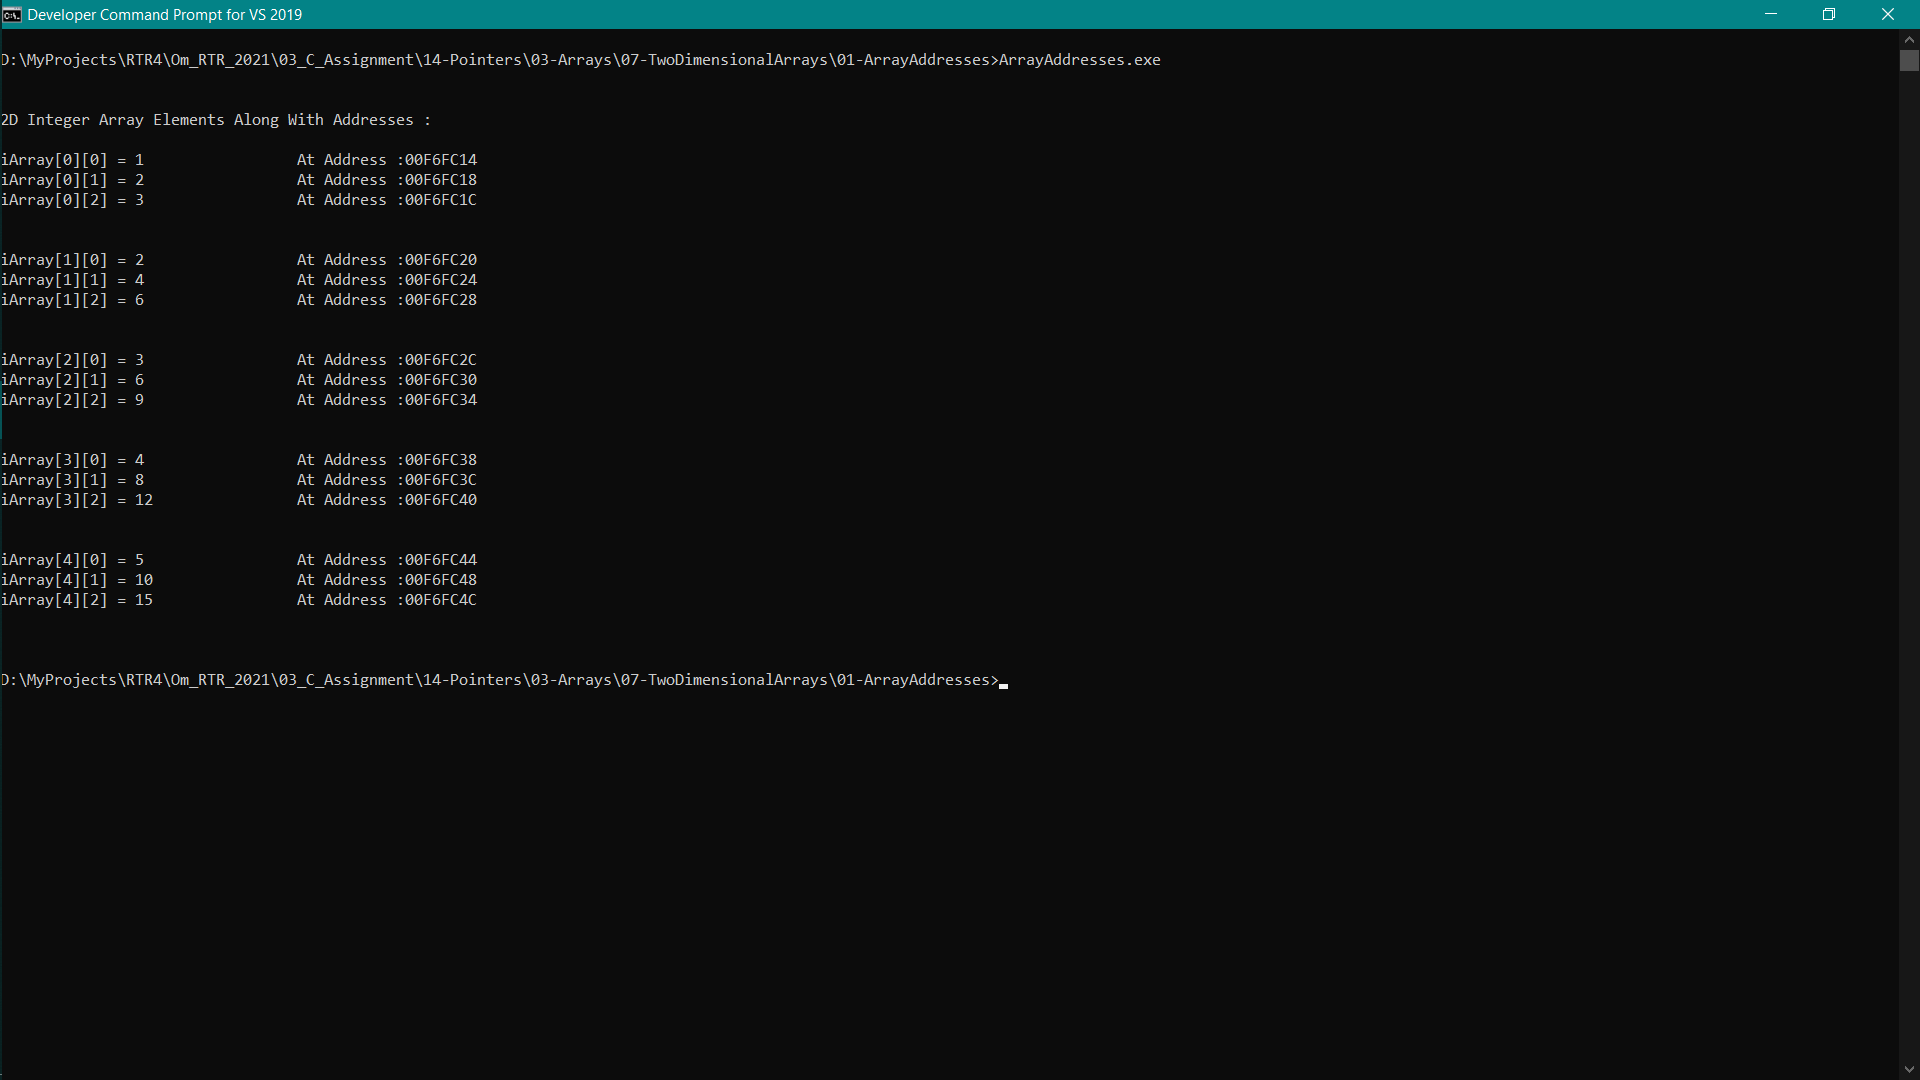 Developer Command Prompt for VS 2019
D:\MyProjects\RTR4\Om_RTR_2021\03_C_Assignment\14-Pointers\03-Arrays\07-TwoDimensionalArrays\01-ArrayAddresses>ArrayAddresses.exe
2D Integer Array Elements Along With Addresses :
iArray[0][0] = 1                 At Address :00F6FC14
iArray[0][1] = 2                 At Address :00F6FC18
iArray[0][2] = 3                 At Address :00F6FC1C
iArray[1][0] = 2                 At Address :00F6FC20
iArray[1][1] = 4                 At Address :00F6FC24
iArray[1][2] = 6                 At Address :00F6FC28
iArray[2][0] = 3                 At Address :00F6FC2C
iArray[2][1] = 6                 At Address :00F6FC30
iArray[2][2] = 9                 At Address :00F6FC34
iArray[3][0] = 4                 At Address :00F6FC38
iArray[3][1] = 8                 At Address :00F6FC3C
iArray[3][2] = 12                At Address :00F6FC40
iArray[4][0] = 5                 At Address :00F6FC44
iArray[4][1] = 10                At Address :00F6FC48
iArray[4][2] = 15                At Address :00F6FC4C
D:\MyProjects\RTR4\Om_RTR_2021\03_C_Assignment\14-Pointers\03-Arrays\07-TwoDimensionalArrays\01-ArrayAddresses>